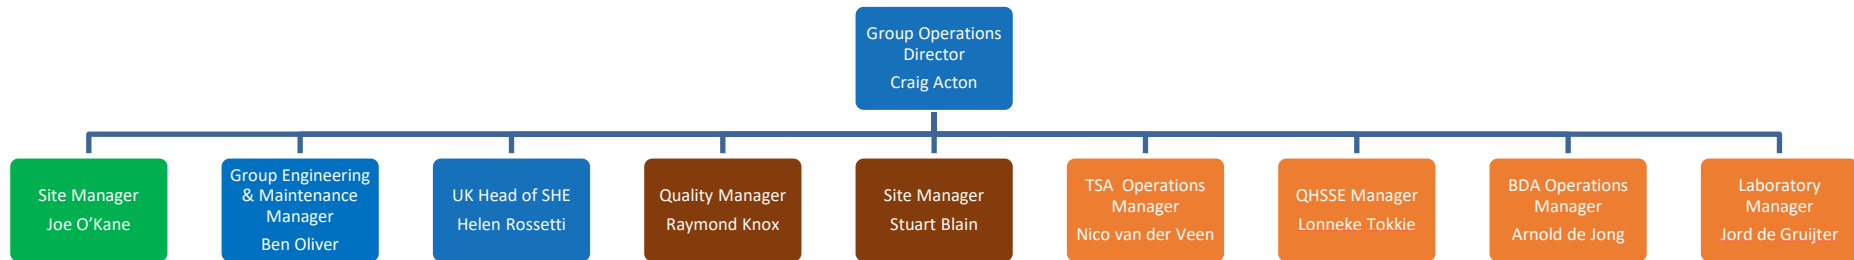 Group Operations
Director
Craig Acton
Site Manager
Joe O’Kane
Group Engineering
& Maintenance
Manager
Ben Oliver
UK Head of SHE
Helen Rossetti
Quality Manager
Raymond Knox
Site Manager
Stuart Blain
TSA  Operations
Manager
Nico van der Veen
QHSSE Manager
Lonneke Tokkie
BDA Operations
Manager
Arnold de Jong
Laboratory
Manager
Jord de Gruijter